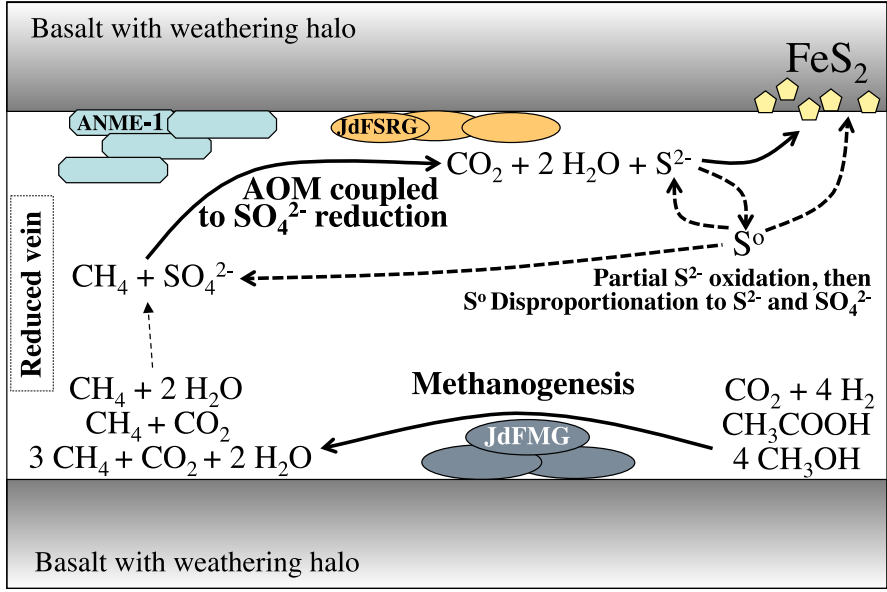 Basalt with weathering halo
FeS₂
ANME-1
JdFSRG
CO₂ + 2 H₂O + S²⁻
AOM coupled
to SO₄²⁻ reduction
S⁰
CH₄ + SO₄²⁻
Partial S²⁻ oxidation, then
S⁰ Disproportionation to S²⁻ and SO₄²⁻
Reduced vein
CH₄ + 2 H₂O
CH₄ + CO₂
3 CH₄ + CO₂ + 2 H₂O
Methanogenesis
JdFMG
CO₂ + 4 H₂
CH₃COOH
4 CH₃OH
Basalt with weathering halo